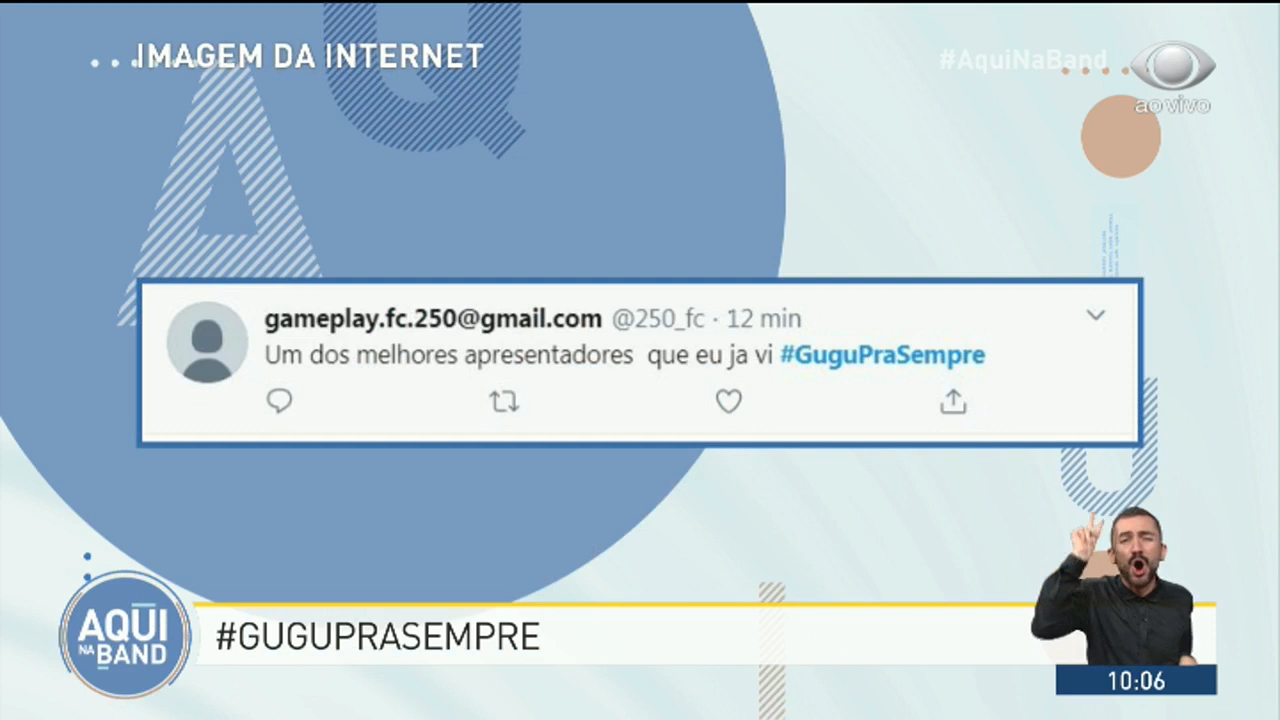 IMAGEM DA INTERNET
#AquiNaBand
ao vivo
gameplay.fc.250@gmail.com @250_fc · 12 min
Um dos melhores apresentadores que eu ja vi #GuguPraSempre
AQUI
NA BAND
#GUGUPRASEMPRE
10:06